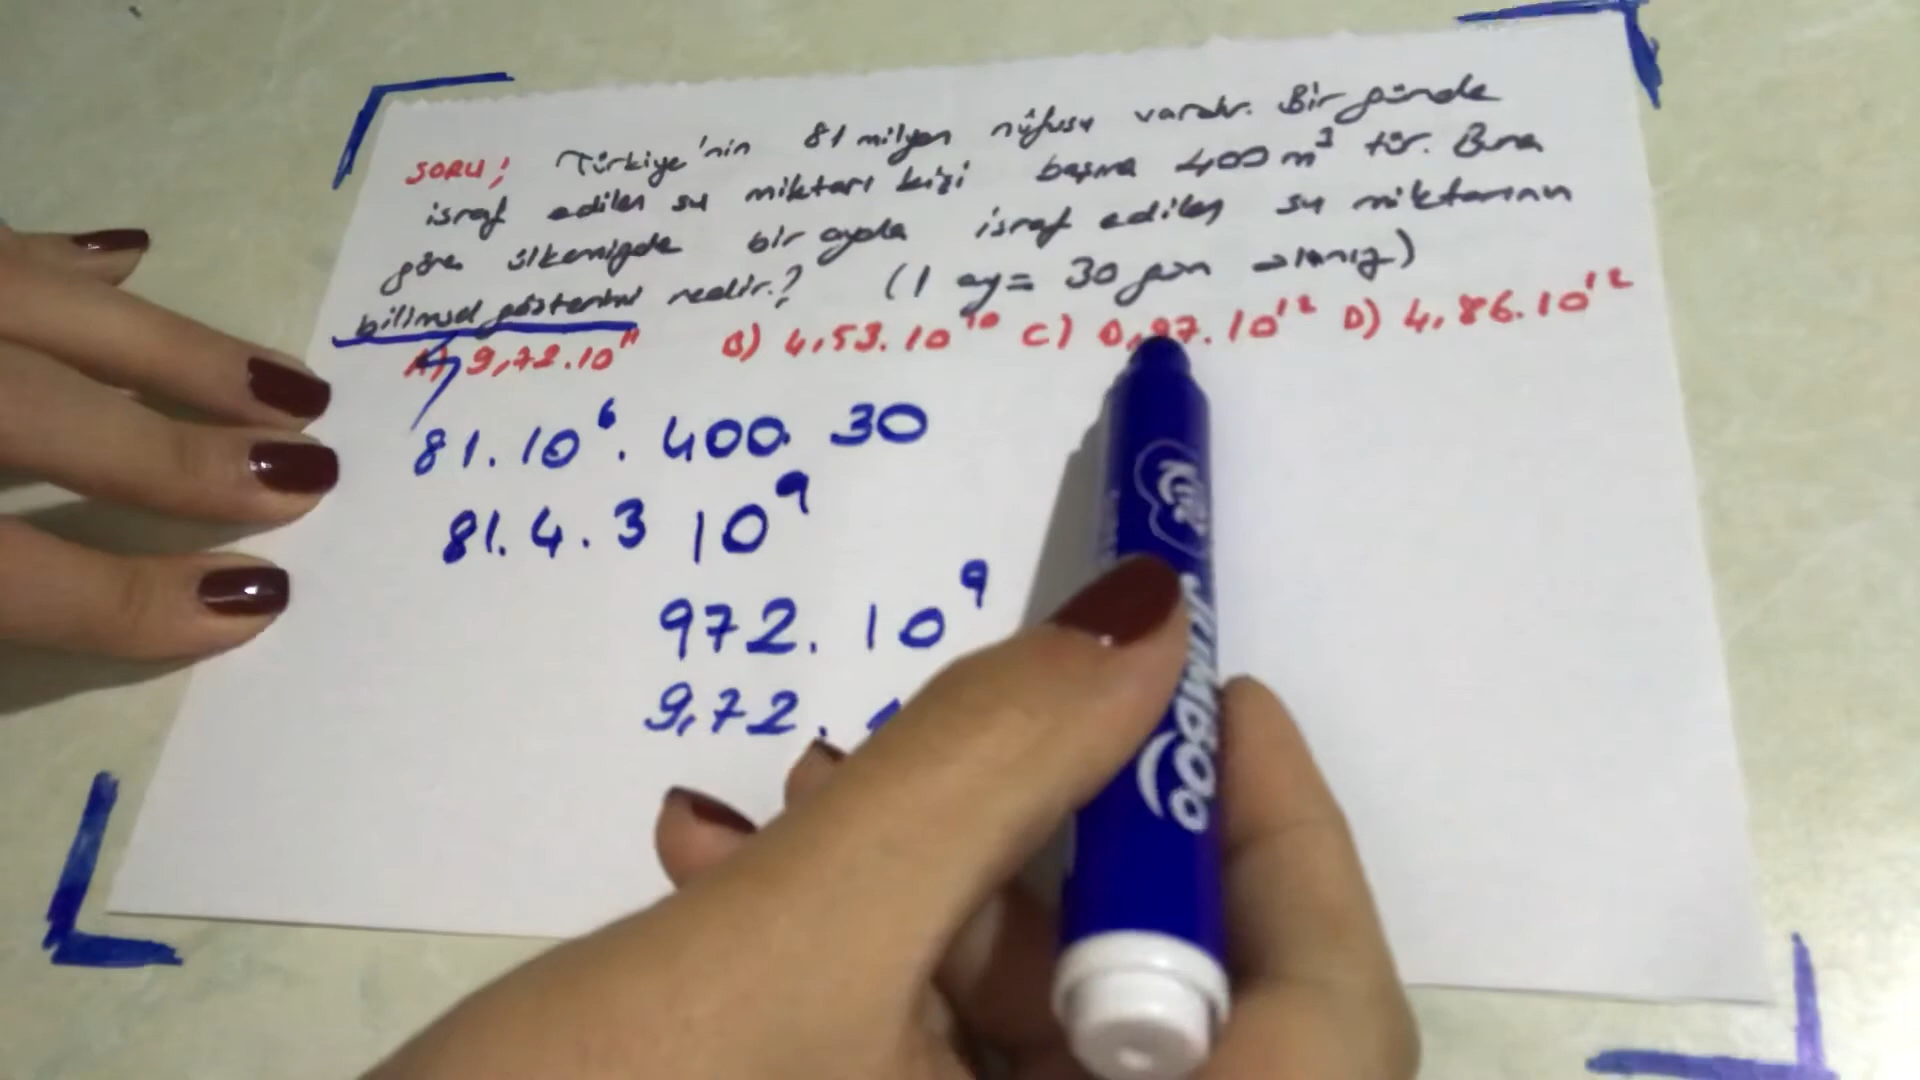 SORU; Türkiye'nin 81 milyon nüfusu vardır. Bir günde
israf edilen su miktarı kişi başına 400 m³ tür. Buna
göre ülkemizde bir ayda israf edilen su miktarının
bilimsel gösterimi nedir.? (1 ay = 30 gün alınız)
A) 9,72.10¹¹ B) 4,53.10¹⁰ C) 0,97.10¹² D) 4,86.10¹²
81.10⁶. 400. 30
81.4.3 10⁹
972. 10⁹
9,72.
JUMBOO